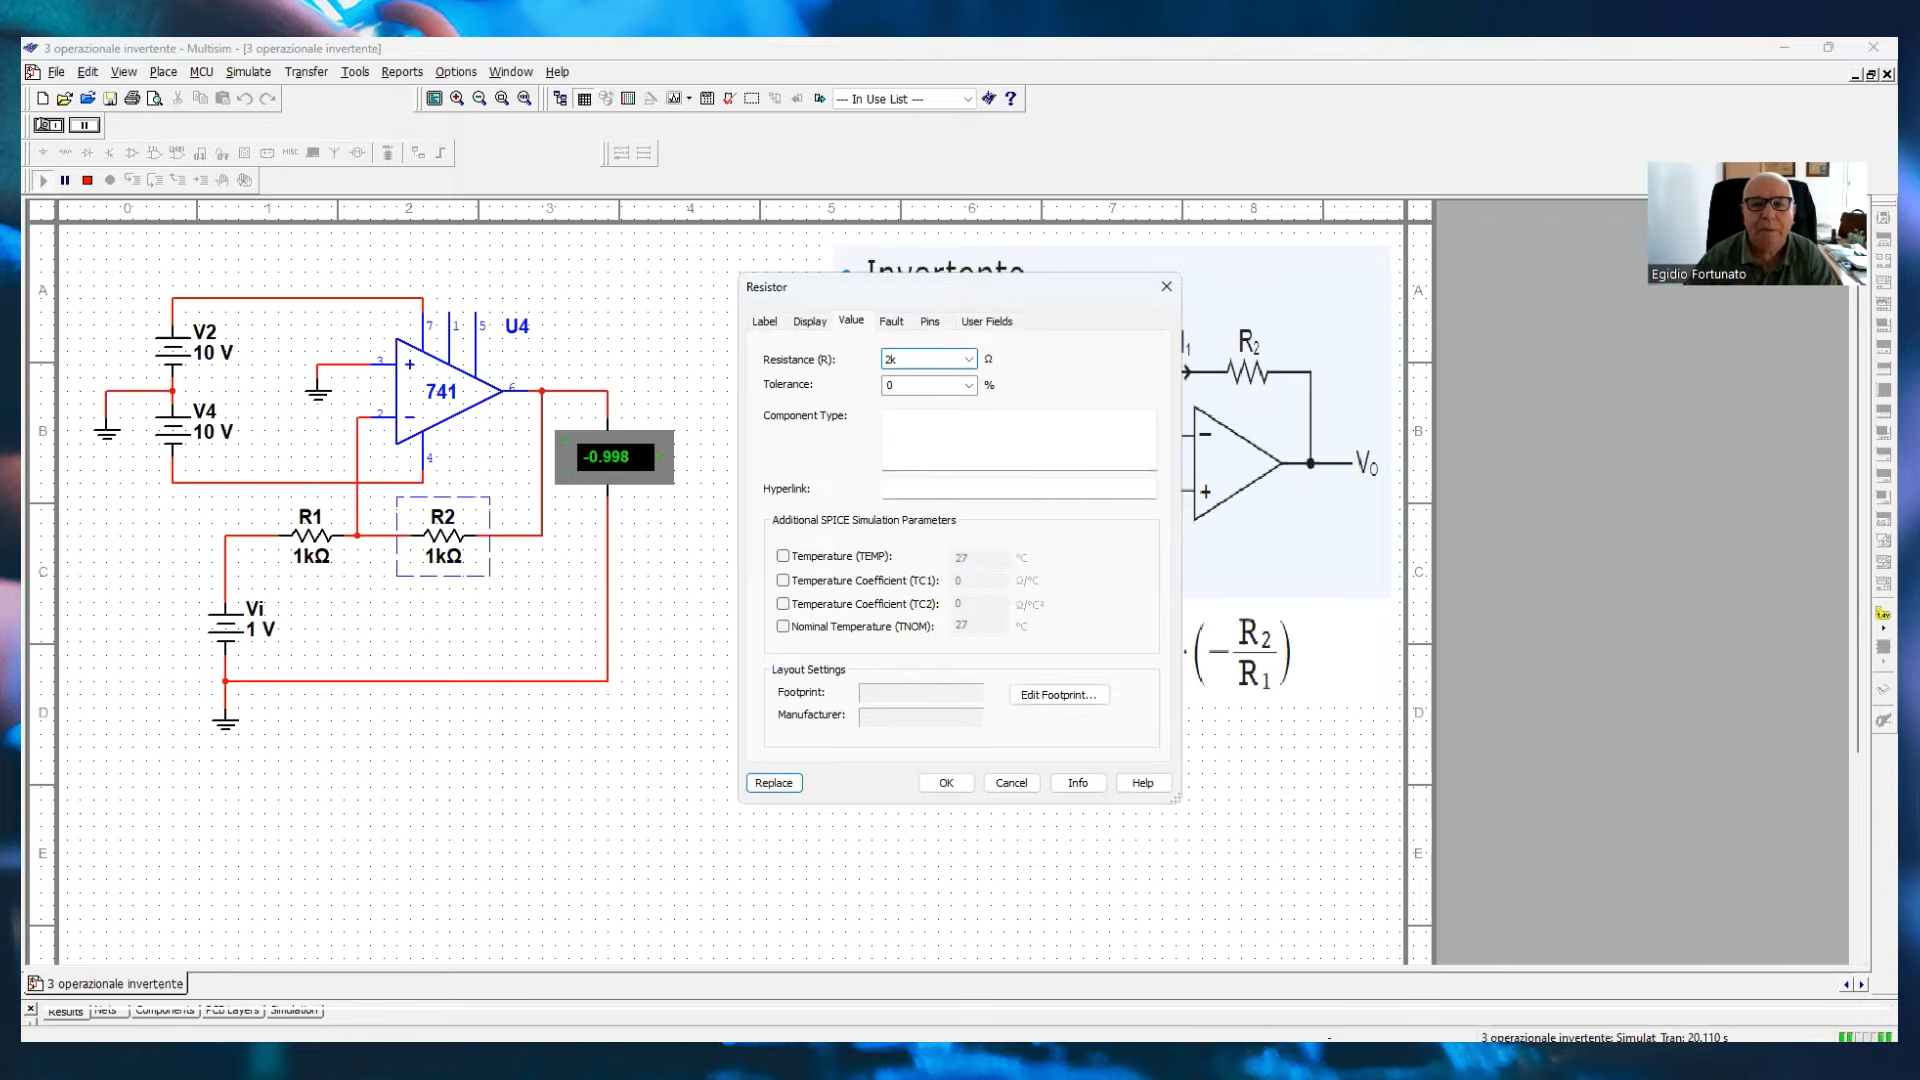 3 operazionale invertente - Multisim - [3 operazionale invertente]
File Edit View Place MCU Simulate Transfer Tools Reports Options Window Help
--- In Use List ---
MISC
0 1 2 3 4 5 6 7 8
A
B
C
D
E
V2
10 V
V4
10 V
U4
741
7 1 5
3
2
6
4
-0.998
R1
1kΩ
R2
1kΩ
Vi
1 V
Invertente
Resistor
Label Display Value Fault Pins User Fields
Resistance (R): 2k Ω
Tolerance: 0 %
Component Type:
Hyperlink:
Additional SPICE Simulation Parameters
Temperature (TEMP): 27 °C
Temperature Coefficient (TC1): 0 Ω/°C
Temperature Coefficient (TC2): 0 Ω/°C²
Nominal Temperature (TNOM): 27 °C
Layout Settings
Footprint:
Edit Footprint...
Manufacturer:
Replace OK Cancel Info Help
R2
VO
· (− R2 / R1)
A
B
C
D
E
Egidio Fortunato
1.4v
3 operazionale invertente
Results Nets Components PCB Layers Simulation
- 3 operazionale invertente: Simulat Tran: 20.110 s